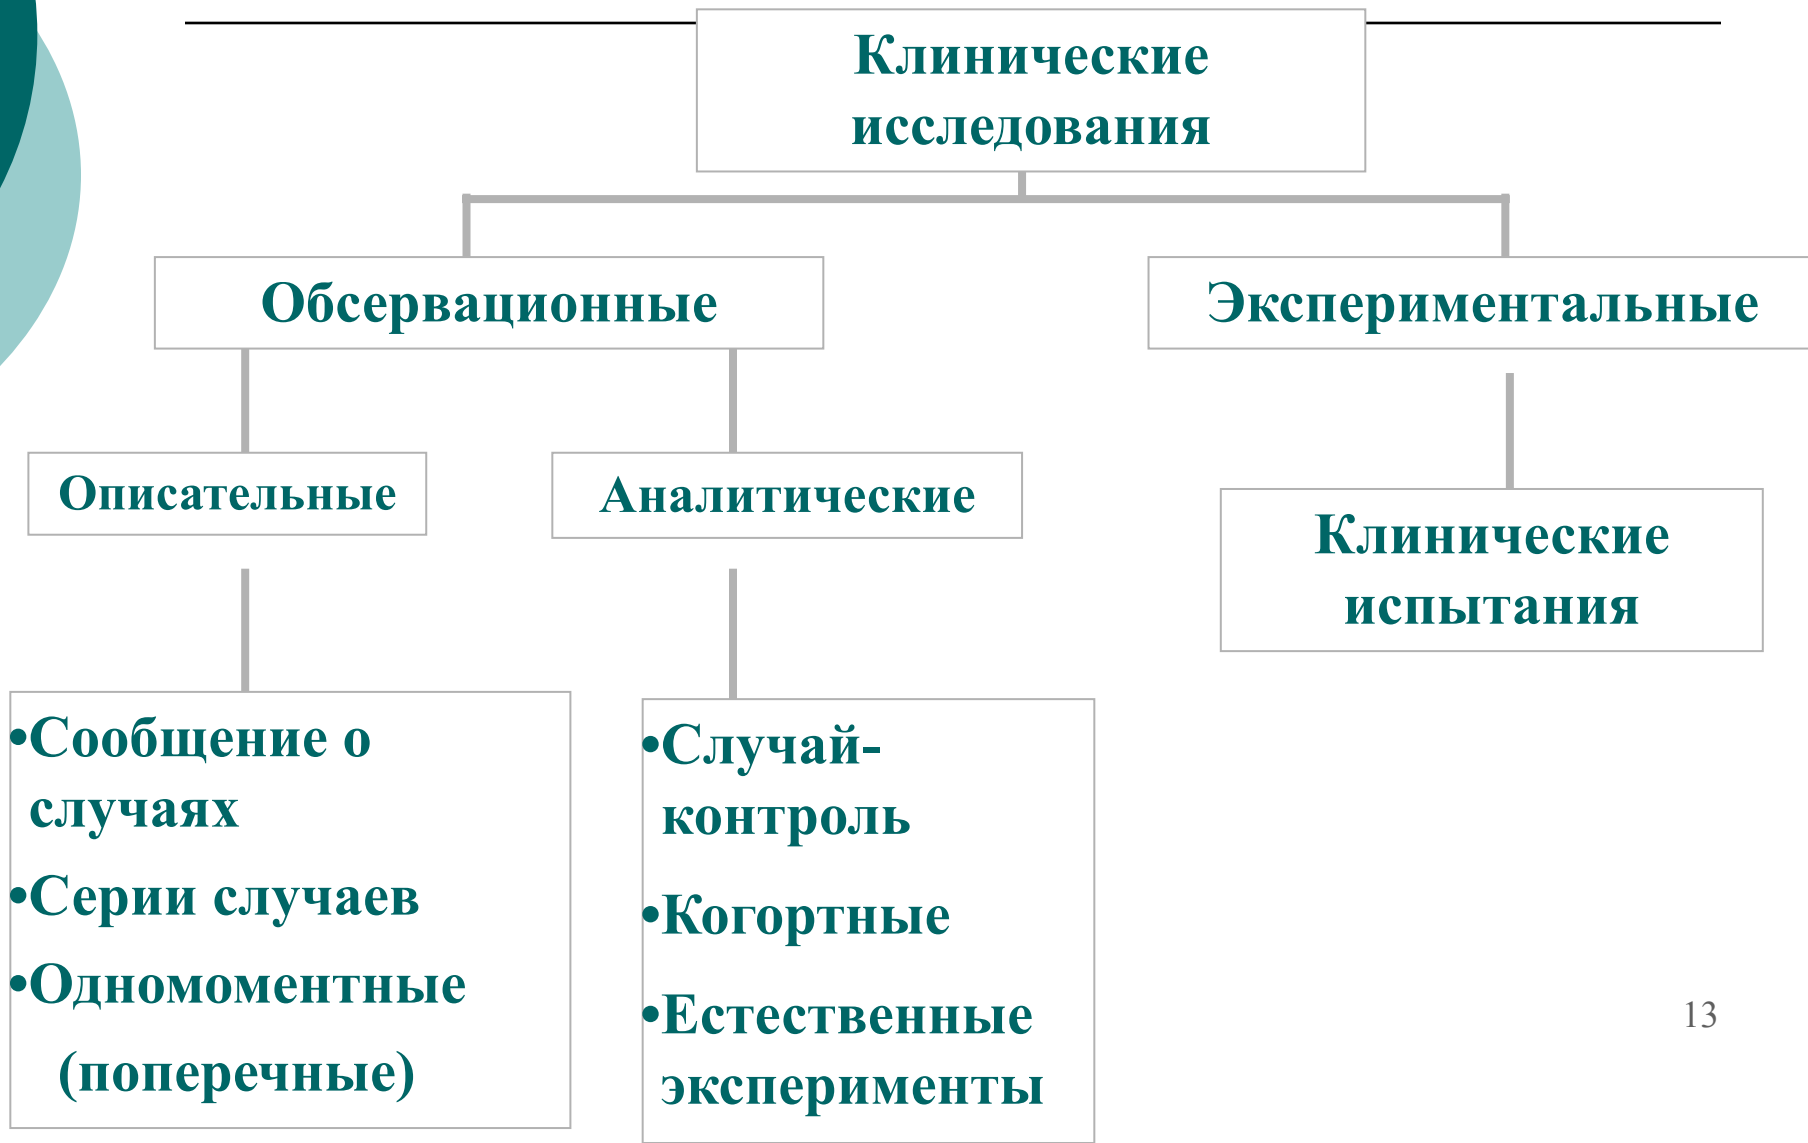 Клинические
исследования
Обсервационные
Экспериментальные
Описательные
Аналитические
Клинические
испытания
•Сообщение о
случаях
•Серии случаев
•Одномоментные
(поперечные)
•Случай-
контроль
•Когортные
•Естественные
эксперименты
13